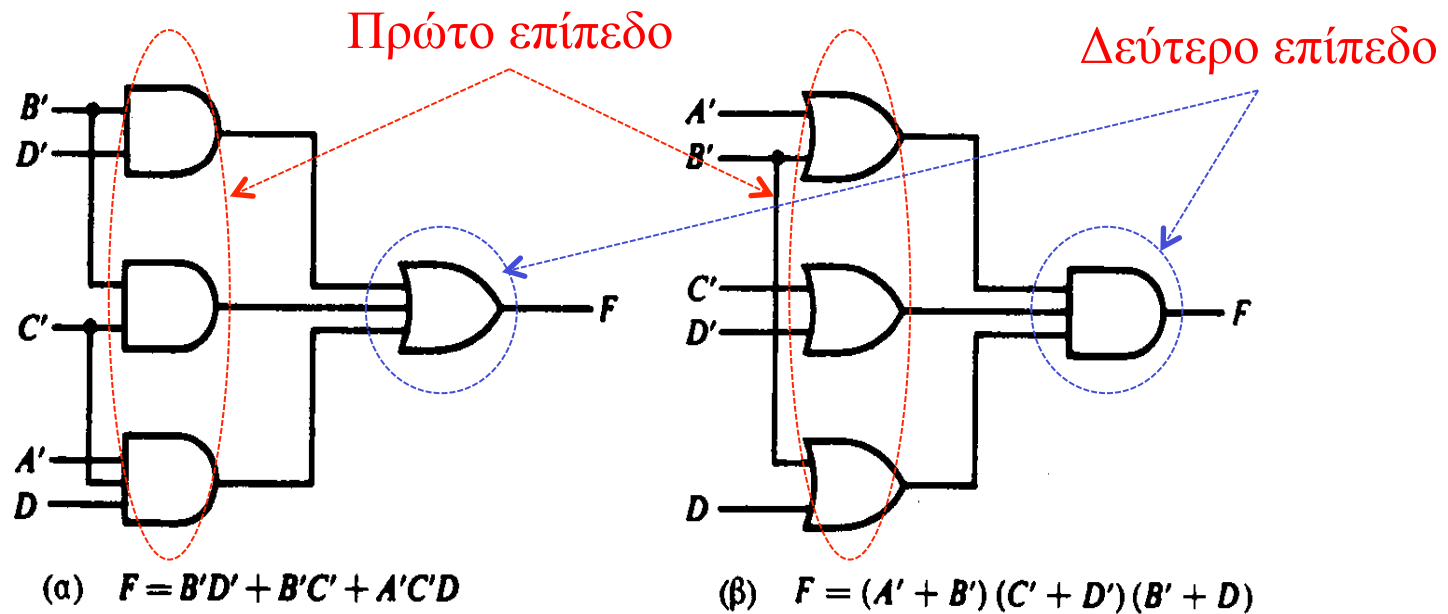 Πρώτο επίπεδο
Δεύτερο επίπεδο
B'
D'
C'
A'
D
F
(α) F = B'D' + B'C' + A'C'D
A'
B'
C'
D'
D
F
(β) F = (A' + B') (C' + D') (B' + D)